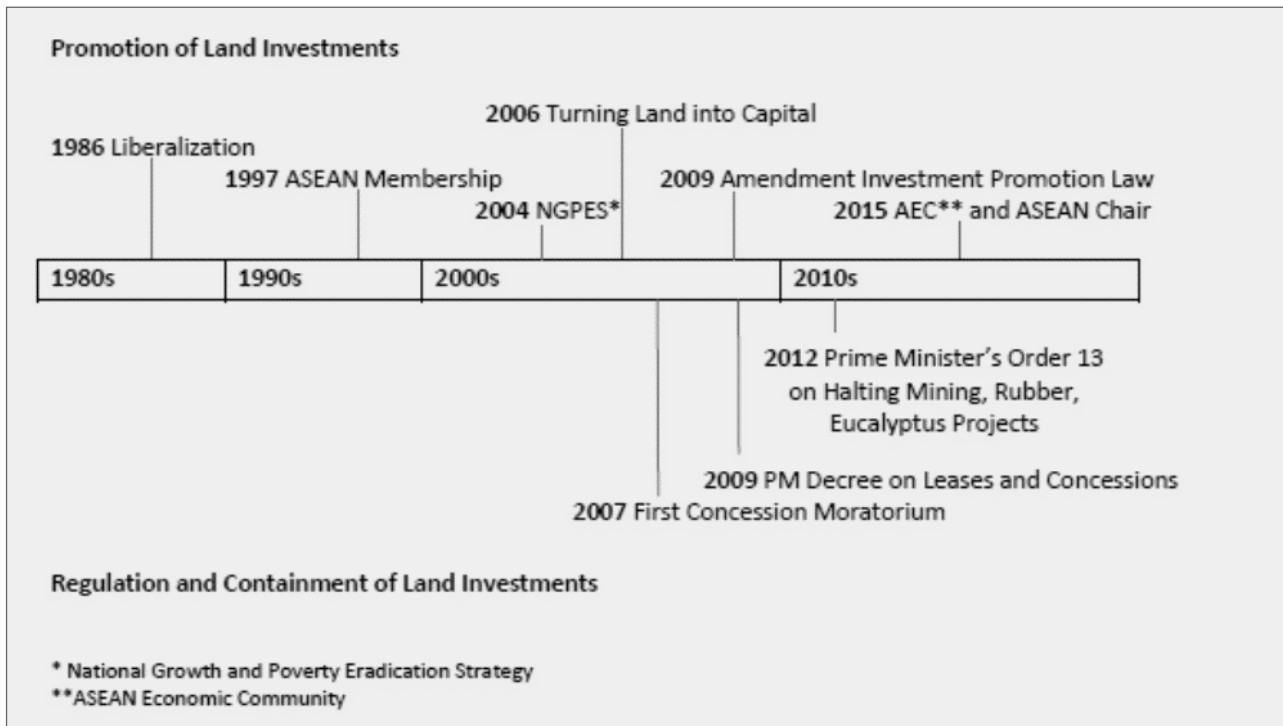 Promotion of Land Investments
2006 Turning Land into Capital
1986 Liberalization
1997 ASEAN Membership
2009 Amendment Investment Promotion Law
2004 NGPES*
2015 AEC** and ASEAN Chair
1980s
1990s
2000s
2010s
2012 Prime Minister's Order 13
on Halting Mining, Rubber,
Eucalyptus Projects
2009 PM Decree on Leases and Concessions
2007 First Concession Moratorium
Regulation and Containment of Land Investments
* National Growth and Poverty Eradication Strategy
**ASEAN Economic Community